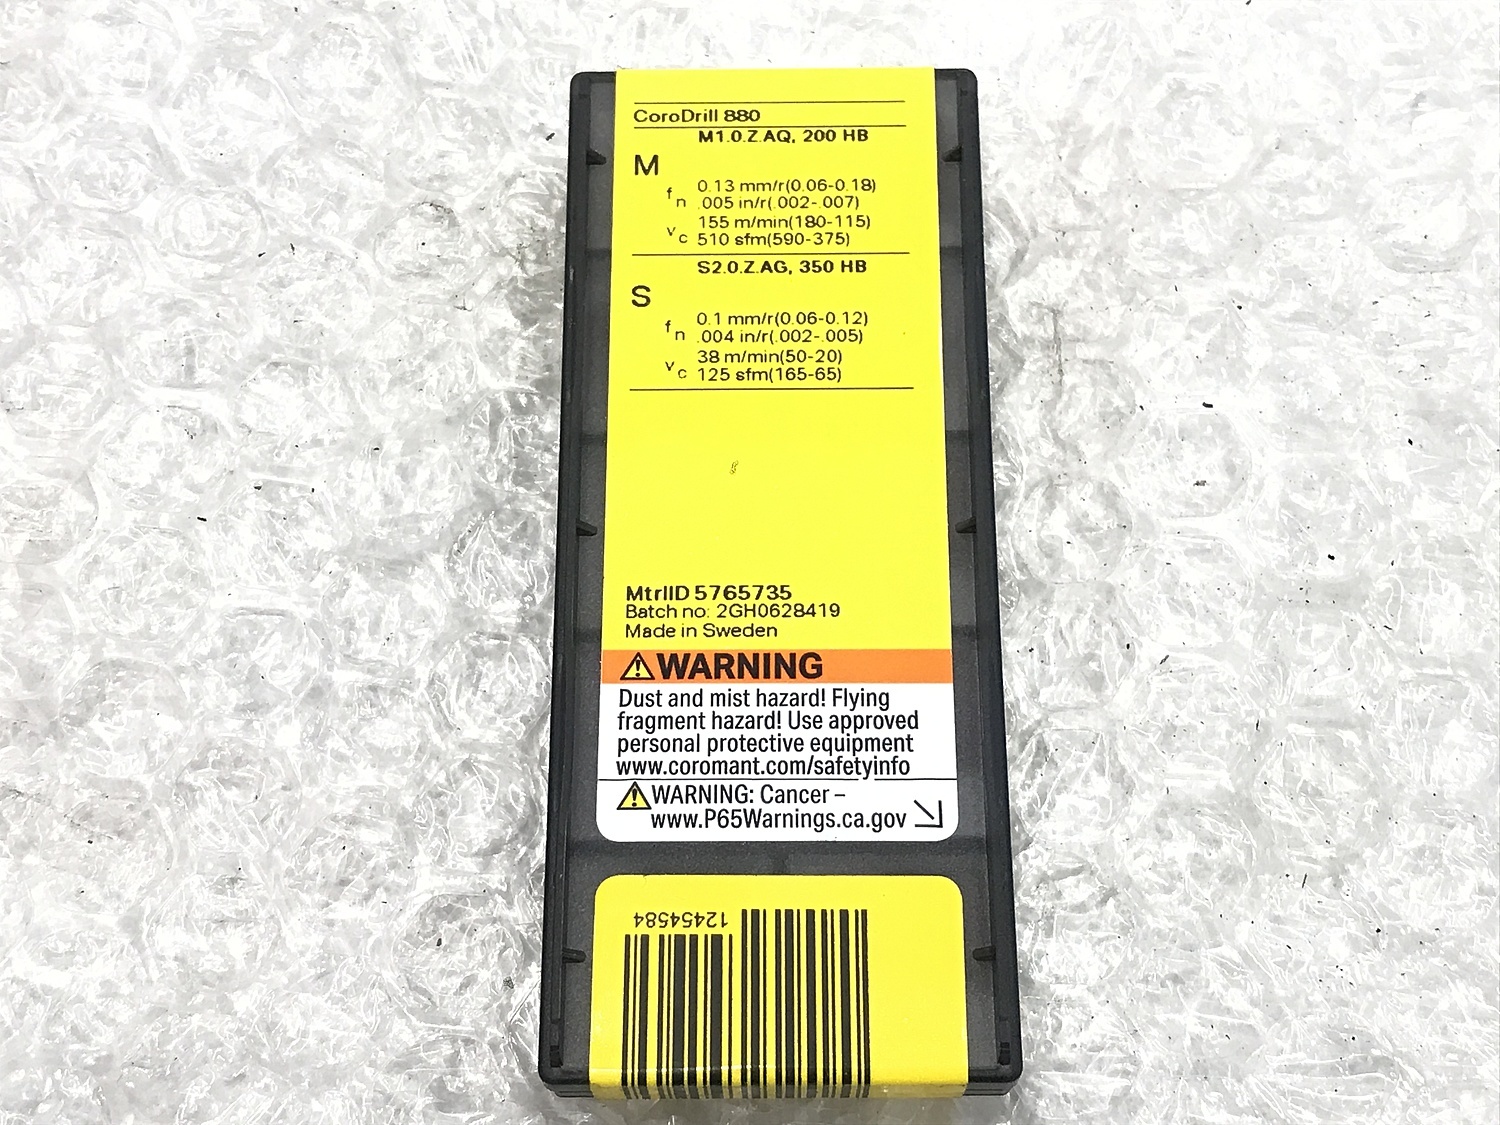 CoroDrill 880
M1.0.Z.AQ, 200 HB
M
fn 0.13 mm/r(0.06-0.18)
.005 in/r(.002-.007)
vc 155 m/min(180-115)
510 sfm(590-375)
S2.0.Z.AG, 350 HB
S
fn 0.1 mm/r(0.06-0.12)
.004 in/r(.002-.005)
vc 38 m/min(50-20)
125 sfm(165-65)
MtrlID 5765735
Batch no: 2GH0628419
Made in Sweden
WARNING
Dust and mist hazard! Flying
fragment hazard! Use approved
personal protective equipment
www.coromant.com/safetyinfo
WARNING: Cancer –
www.P65Warnings.ca.gov
12454584